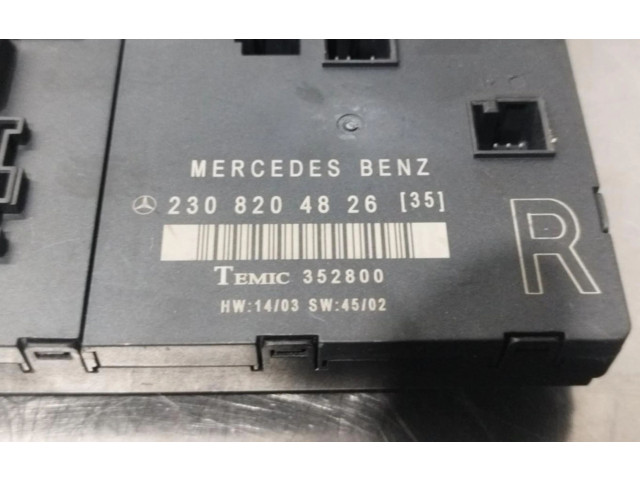 MERCEDES BENZ
230 820 48 26 [35]
TEMIC 352800
HW:14/03 SW:45/02
R